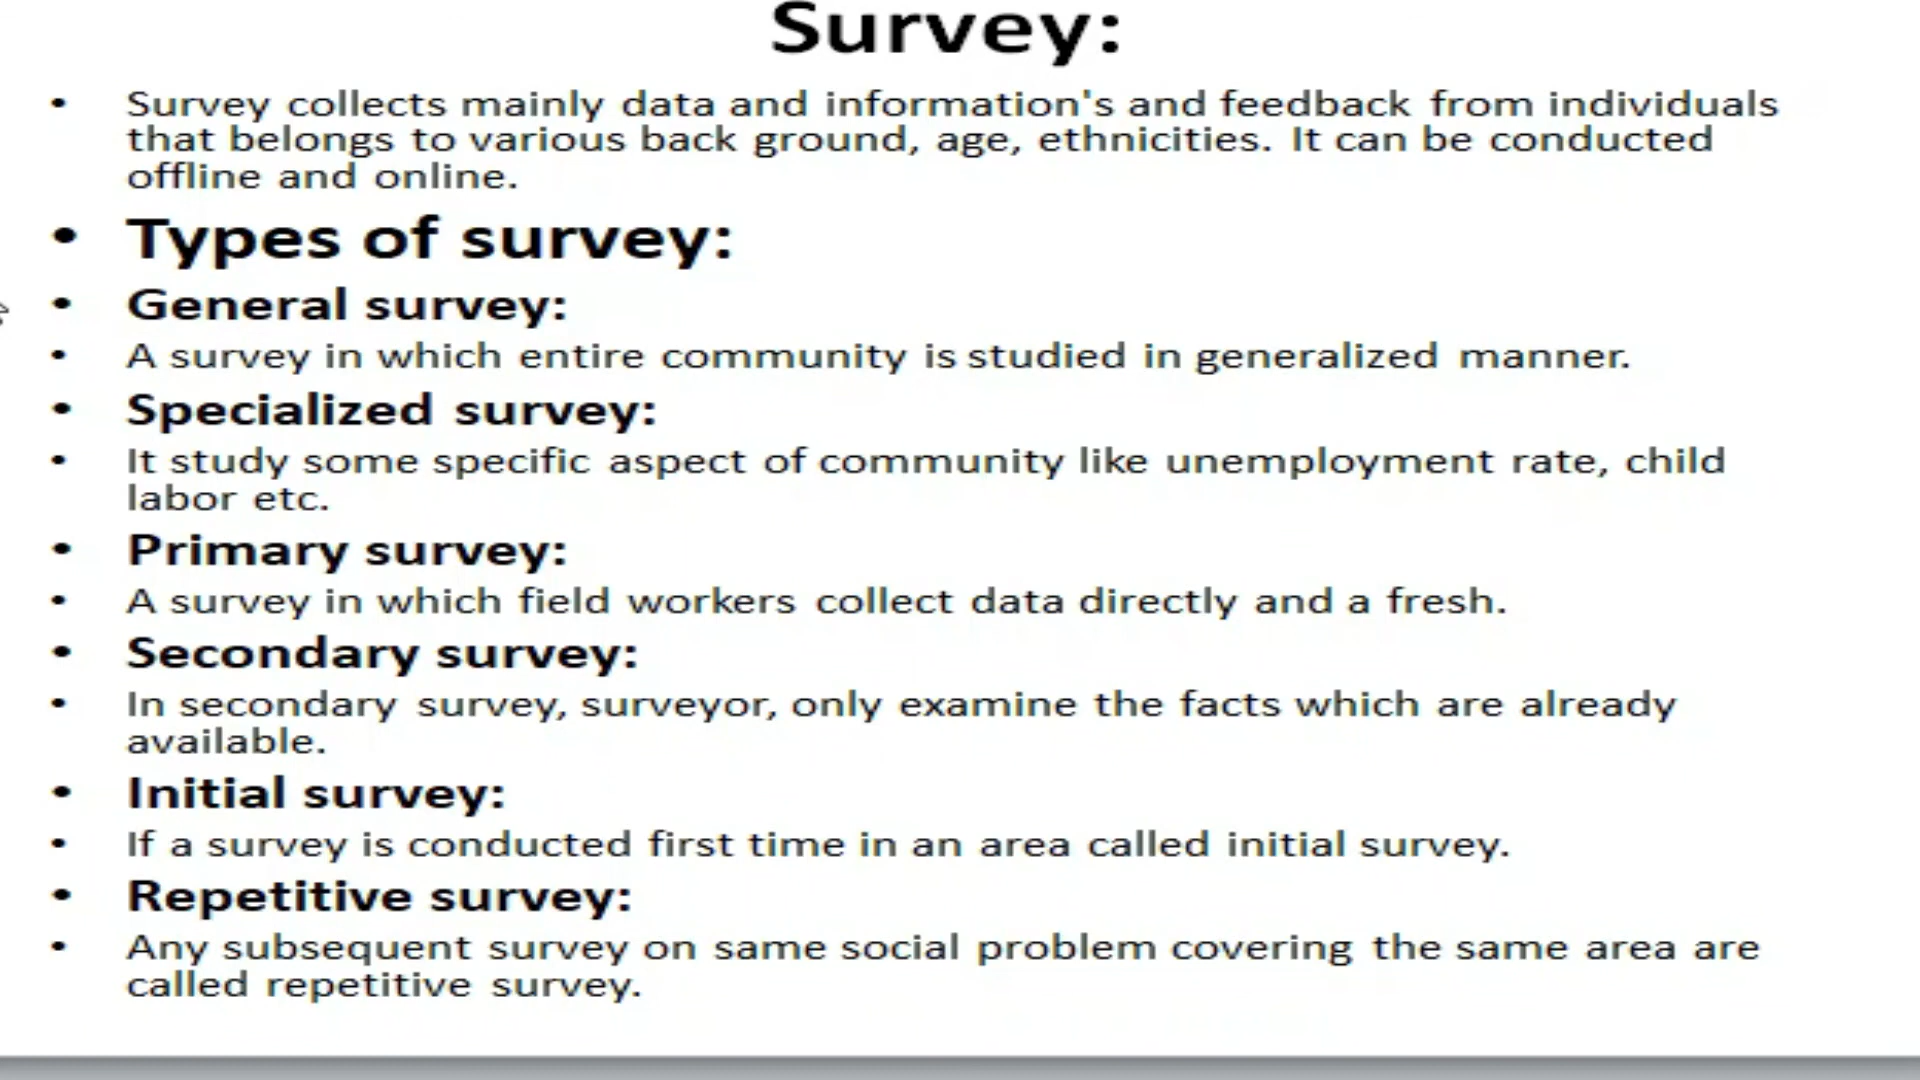 Survey:
• Survey collects mainly data and information's and feedback from individuals
that belongs to various back ground, age, ethnicities. It can be conducted
offline and online.
• Types of survey:
• General survey:
• A survey in which entire community is studied in generalized manner.
• Specialized survey:
• It study some specific aspect of community like unemployment rate, child
labor etc.
• Primary survey:
• A survey in which field workers collect data directly and a fresh.
• Secondary survey:
• In secondary survey, surveyor, only examine the facts which are already
available.
• Initial survey:
• If a survey is conducted first time in an area called initial survey.
• Repetitive survey:
• Any subsequent survey on same social problem covering the same area are
called repetitive survey.